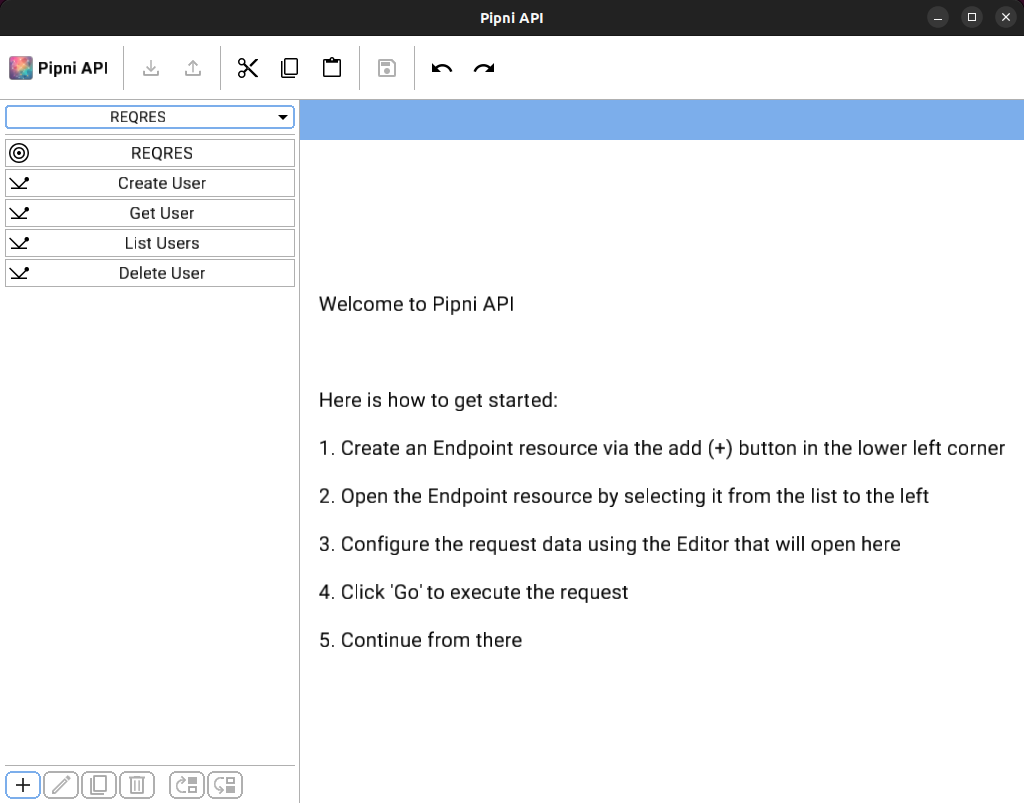 Pipni API
Pipni API
REQRES
REQRES
Create User
Get User
List Users
Delete User
Welcome to Pipni API
Here is how to get started:
1. Create an Endpoint resource via the add (+) button in the lower left corner
2. Open the Endpoint resource by selecting it from the list to the left
3. Configure the request data using the Editor that will open here
4. Click 'Go' to execute the request
5. Continue from there